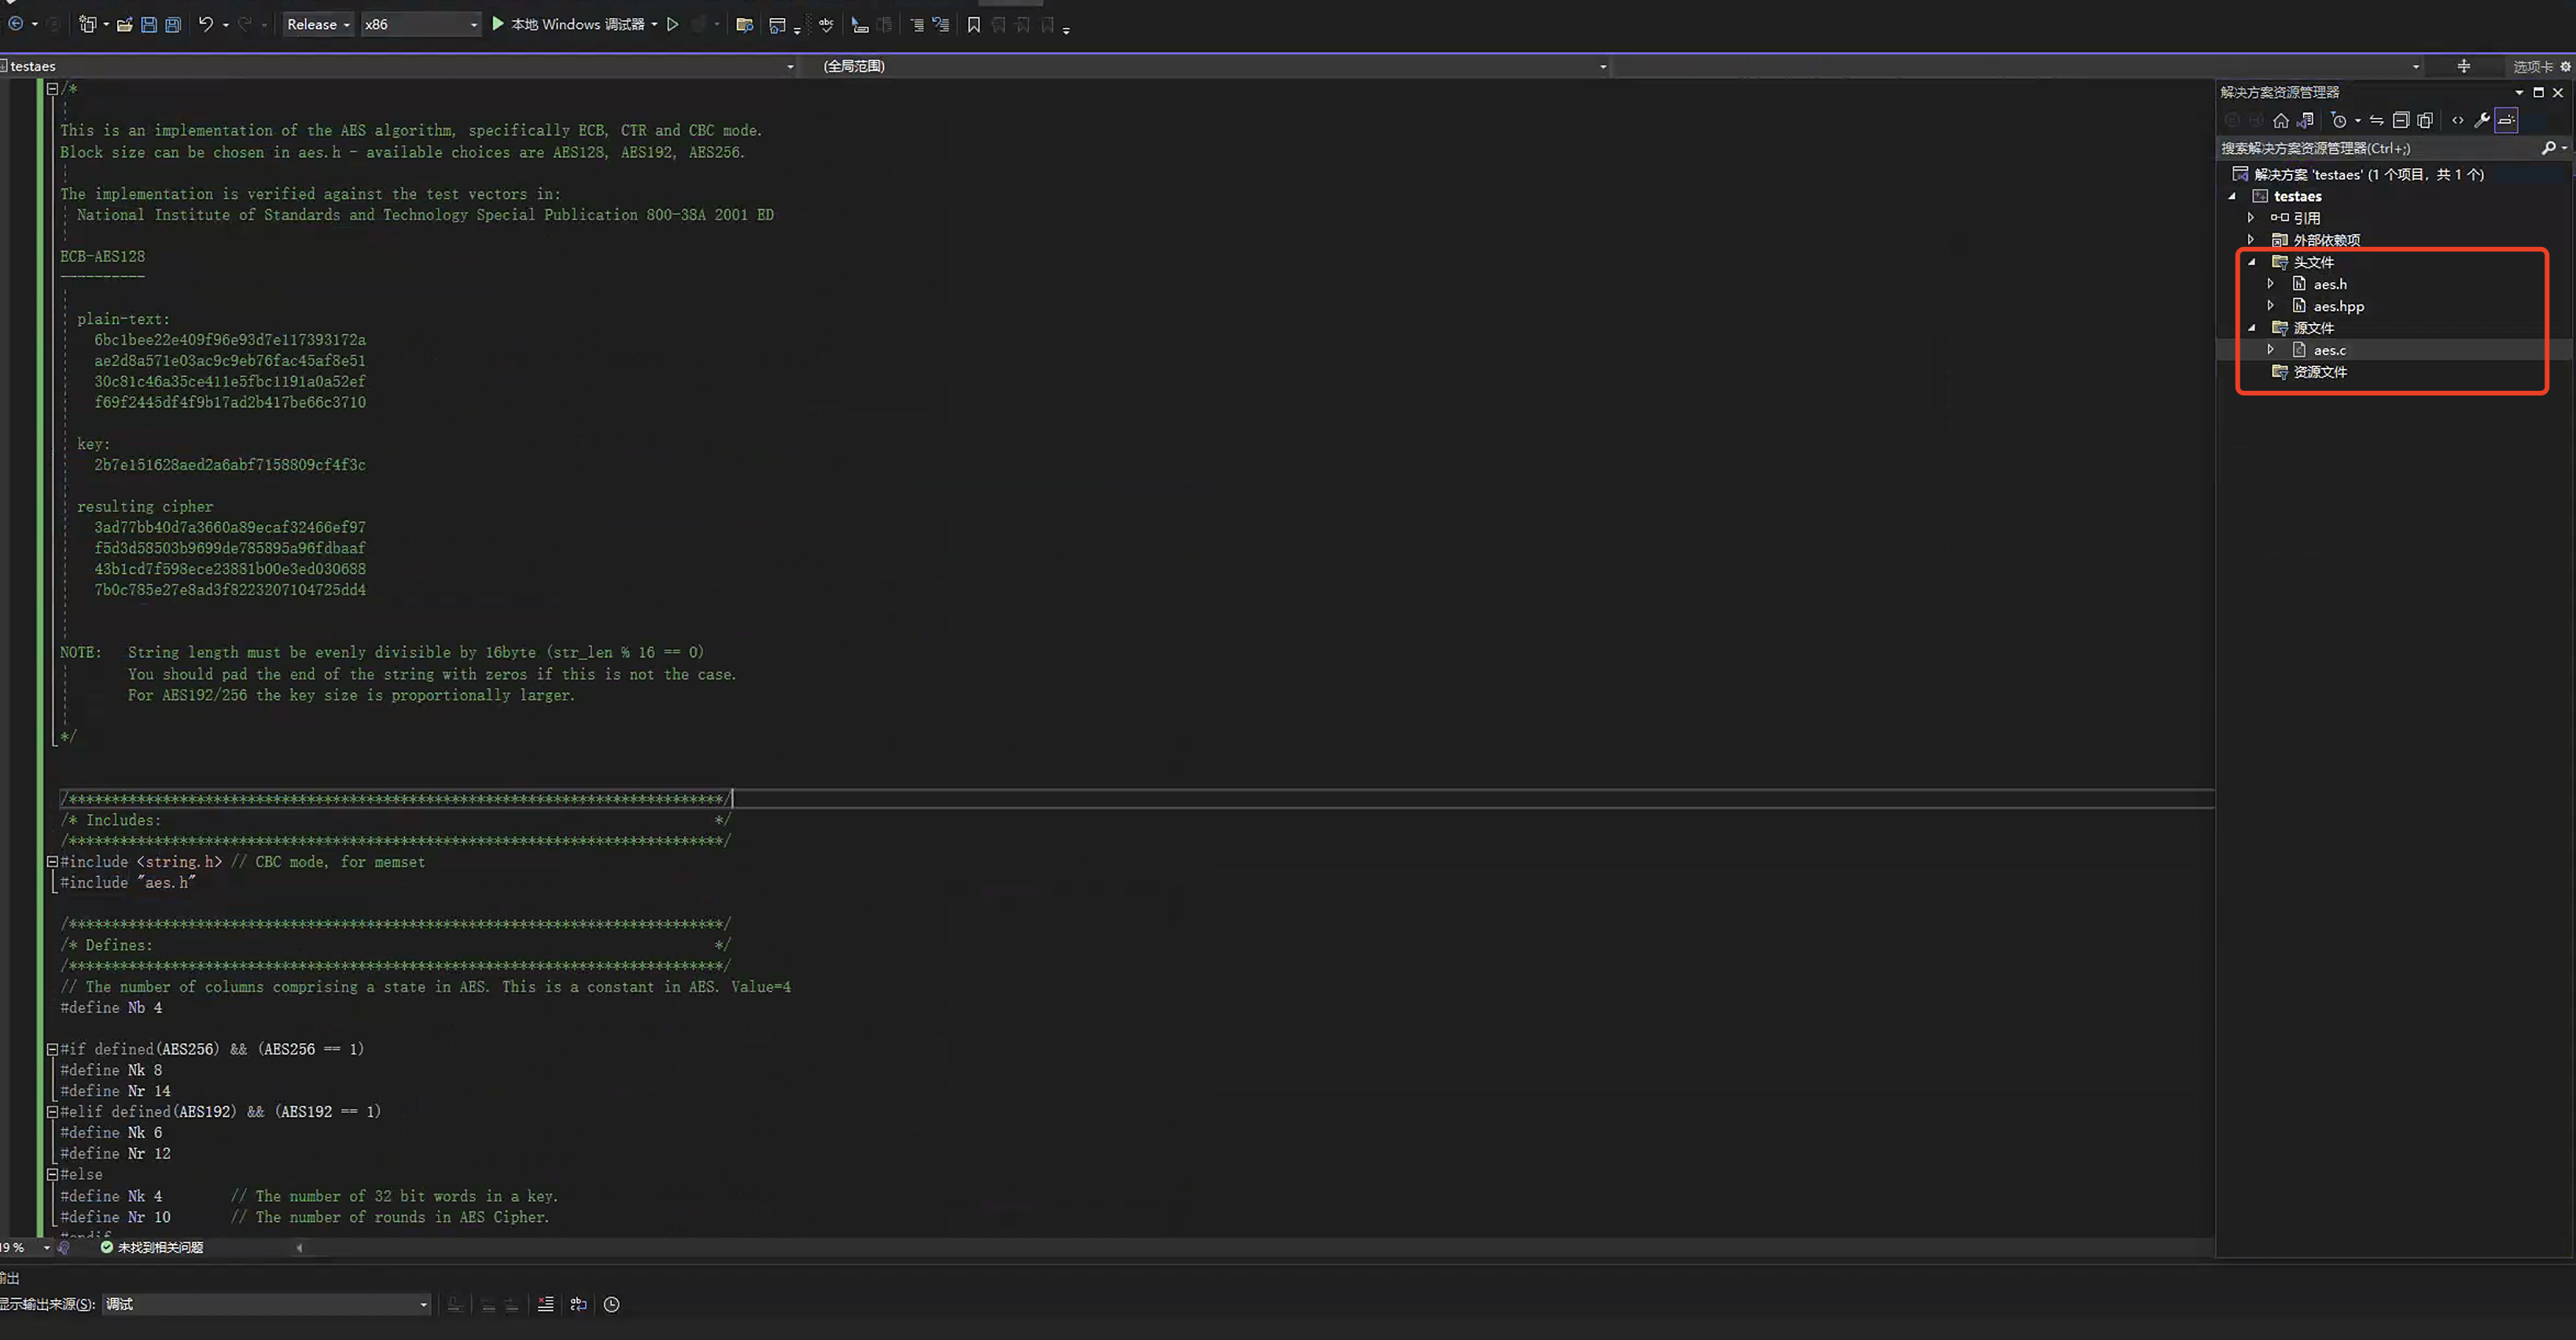 Release
x86
本地 Windows 调试器
testaes
(全局范围)
选项卡
/*
This is an implementation of the AES algorithm, specifically ECB, CTR and CBC mode.
Block size can be chosen in aes.h - available choices are AES128, AES192, AES256.
The implementation is verified against the test vectors in:
National Institute of Standards and Technology Special Publication 800-38A 2001 ED
ECB-AES128
----------
plain-text:
6bc1bee22e409f96e93d7e117393172a
ae2d8a571e03ac9c9eb76fac45af8e51
30c81c46a35ce411e5fbc1191a0a52ef
f69f2445df4f9b17ad2b417be66c3710
key:
2b7e151628aed2a6abf7158809cf4f3c
resulting cipher
3ad77bb40d7a3660a89ecaf32466ef97
f5d3d58503b9699de785895a96fdbaaf
43b1cd7f598ece23881b00e3ed030688
7b0c785e27e8ad3f8223207104725dd4
NOTE: String length must be evenly divisible by 16byte (str_len % 16 == 0)
You should pad the end of the string with zeros if this is not the case.
For AES192/256 the key size is proportionally larger.
*/
/*****************************************************************************/
/* Includes: */
/*****************************************************************************/
#include <string.h> // CBC mode, for memset
#include "aes.h"
/*****************************************************************************/
/* Defines: */
/*****************************************************************************/
// The number of columns comprising a state in AES. This is a constant in AES. Value=4
#define Nb 4
#if defined(AES256) && (AES256 == 1)
#define Nk 8
#define Nr 14
#elif defined(AES192) && (AES192 == 1)
#define Nk 6
#define Nr 12
#else
#define Nk 4 // The number of 32 bit words in a key.
#define Nr 10 // The number of rounds in AES Cipher.
#endif
未找到相关问题
输出
显示输出来源(S): 调试
解决方案资源管理器
搜索解决方案资源管理器(Ctrl+;)
解决方案 'testaes' (1 个项目，共 1 个)
testaes
引用
外部依赖项
头文件
aes.h
aes.hpp
源文件
aes.c
资源文件